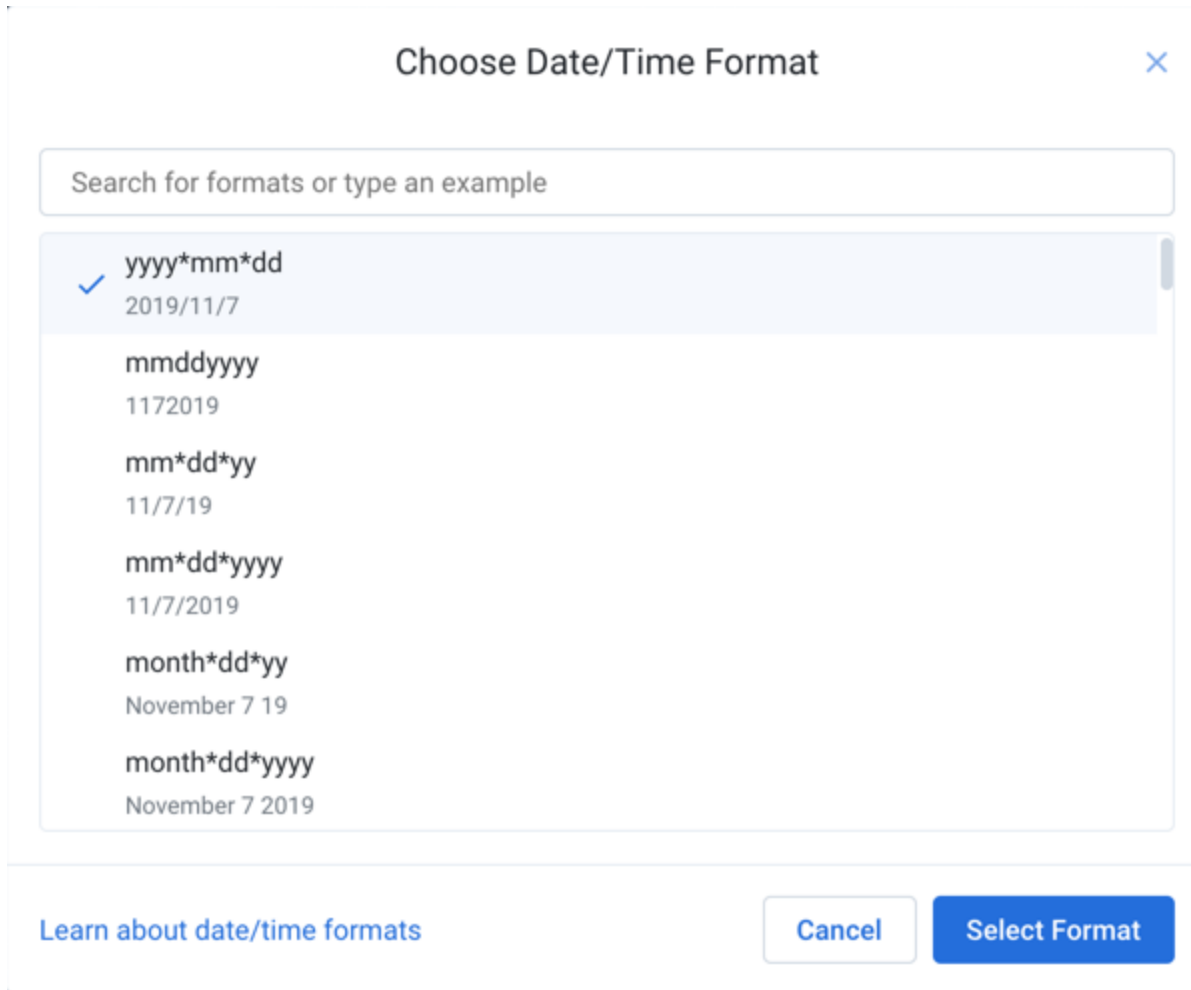 Choose Date/Time Format
Search for formats or type an example
yyyy*mm*dd
2019/11/7
mmddyyyy
1172019
mm*dd*yy
11/7/19
mm*dd*yyyy
11/7/2019
month*dd*yy
November 7 19
month*dd*yyyy
November 7 2019
Learn about date/time formats
Cancel
Select Format